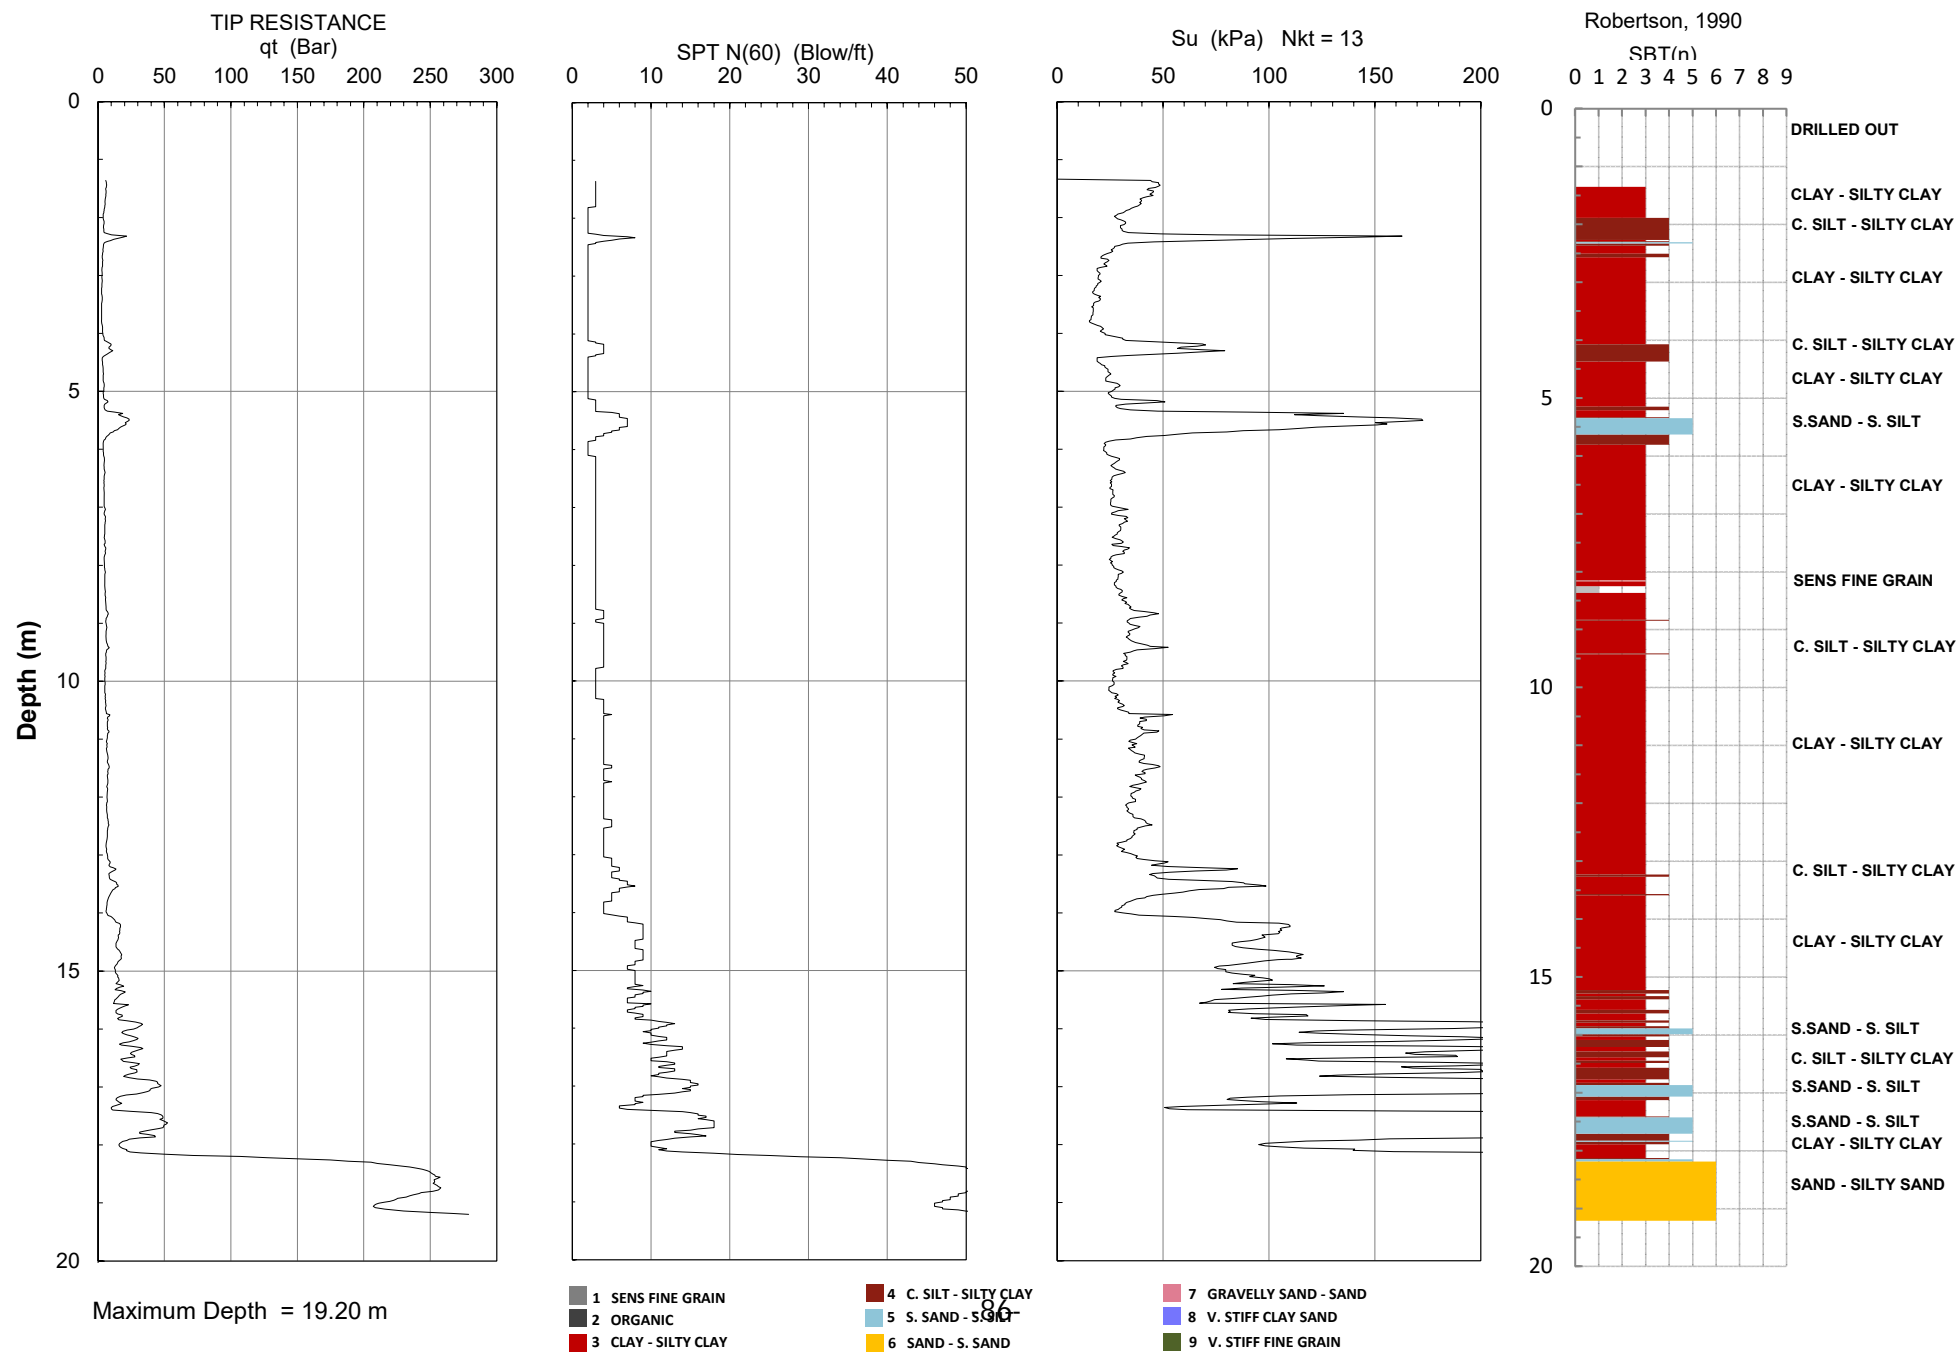 TIP RESISTANCE
qt (Bar)
0 50 100 150 200 250 300
SPT N(60) (Blow/ft)
0 10 20 30 40 50
Su (kPa) Nkt = 13
0 50 100 150 200
Robertson, 1990
SBT(n)
0 1 2 3 4 5 6 7 8 9
Depth (m)
0
5
10
15
20
0
5
10
15
20
DRILLED OUT
CLAY - SILTY CLAY
C. SILT - SILTY CLAY
CLAY - SILTY CLAY
C. SILT - SILTY CLAY
CLAY - SILTY CLAY
S.SAND - S. SILT
CLAY - SILTY CLAY
SENS FINE GRAIN
C. SILT - SILTY CLAY
CLAY - SILTY CLAY
C. SILT - SILTY CLAY
CLAY - SILTY CLAY
S.SAND - S. SILT
C. SILT - SILTY CLAY
S.SAND - S. SILT
S.SAND - S. SILT
CLAY - SILTY CLAY
SAND - SILTY SAND
Maximum Depth = 19.20 m
1 SENS FINE GRAIN
2 ORGANIC
3 CLAY - SILTY CLAY
4 C. SILT - SILTY CLAY
5 S. SAND - S. SILT
6 SAND - S. SAND
-86-
7 GRAVELLY SAND - SAND
8 V. STIFF CLAY SAND
9 V. STIFF FINE GRAIN